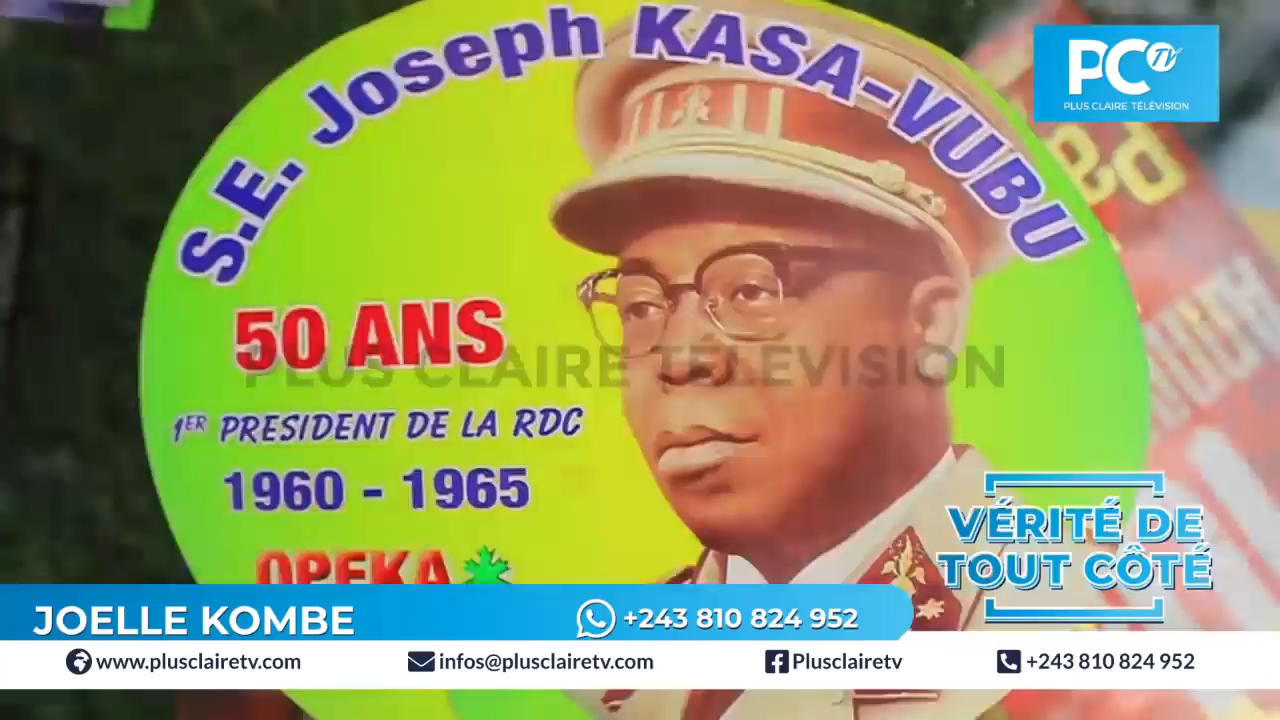 S.E. Joseph KASA-VUBU
PC TV
PLUS CLAIRE TÉLÉVISION
50 ANS
PLUS CLAIRE TÉLÉVISION
1ER PRESIDENT DE LA RDC
1960 - 1965
OPEKA
VÉRITÉ DE
TOUT CÔTÉ
JOELLE KOMBE
+243 810 824 952
www.plusclairetv.com
infos@plusclairetv.com
Plusclairetv
+243 810 824 952